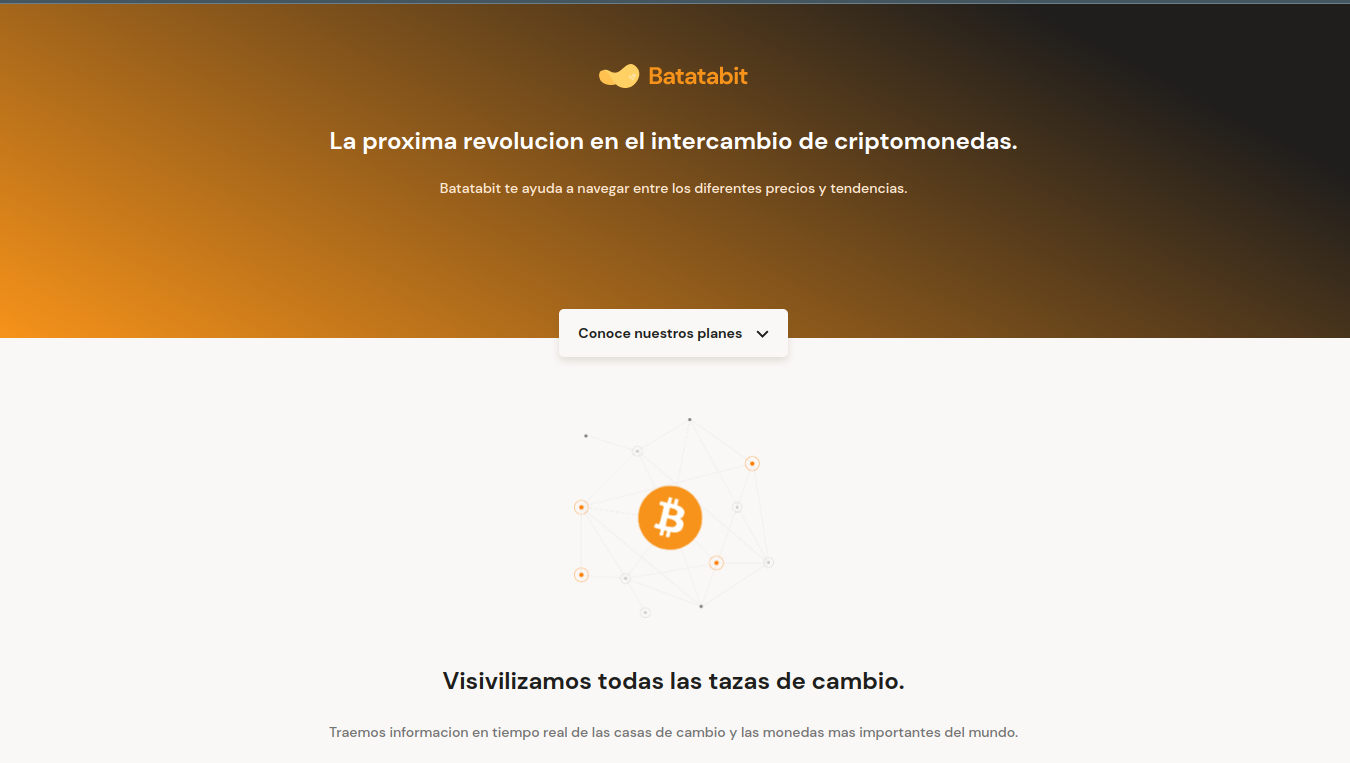 Batatabit
La proxima revolucion en el intercambio de criptomonedas.
Batatabit te ayuda a navegar entre los diferentes precios y tendencias.
Conoce nuestros planes
Visivilizamos todas las tazas de cambio.
Traemos informacion en tiempo real de las casas de cambio y las monedas mas importantes del mundo.